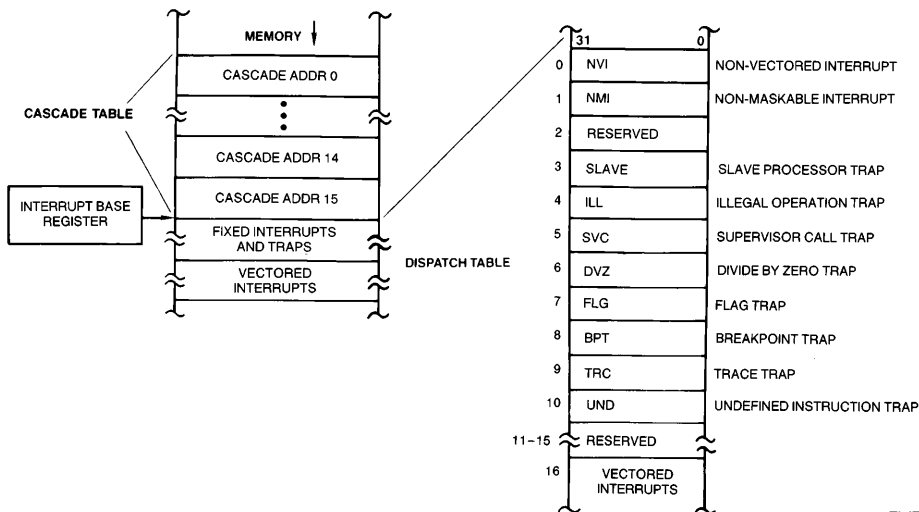 MEMORY
CASCADE ADDR 0
CASCADE TABLE
CASCADE ADDR 14
CASCADE ADDR 15
INTERRUPT BASE
REGISTER
FIXED INTERRUPTS
AND TRAPS
DISPATCH TABLE
VECTORED
INTERRUPTS
31 0
0 NVI NON-VECTORED INTERRUPT
1 NMI NON-MASKABLE INTERRUPT
2 RESERVED
3 SLAVE SLAVE PROCESSOR TRAP
4 ILL ILLEGAL OPERATION TRAP
5 SVC SUPERVISOR CALL TRAP
6 DVZ DIVIDE BY ZERO TRAP
7 FLG FLAG TRAP
8 BPT BREAKPOINT TRAP
9 TRC TRACE TRAP
10 UND UNDEFINED INSTRUCTION TRAP
11-15 RESERVED
16 VECTORED
INTERRUPTS